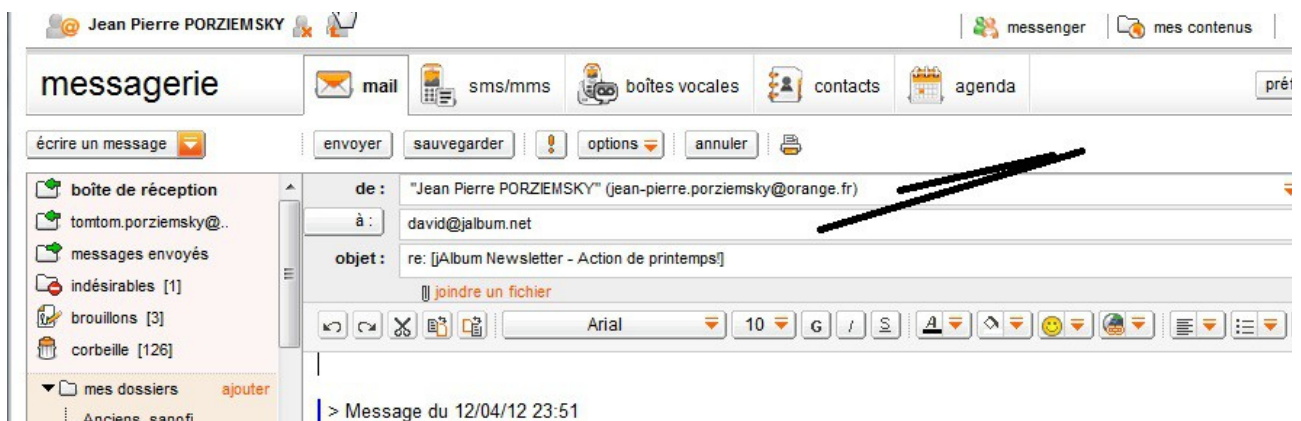 Jean Pierre PORZIEMSKY
messenger
mes contenus
messagerie
mail
sms/mms
boîtes vocales
contacts
agenda
écrire un message
envoyer
sauvegarder
options
annuler
boîte de réception
tomtom.porziemsky@..
messages envoyés
indésirables [1]
brouillons [3]
corbeille [126]
mes dossiers ajouter
Anciens sanofi
de : "Jean Pierre PORZIEMSKY" (jean-pierre.porziemsky@orange.fr)
à : david@jalbum.net
objet : re: [jAlbum Newsletter - Action de printemps!]
joindre un fichier
Arial 10 G I S A
> Message du 12/04/12 23:51